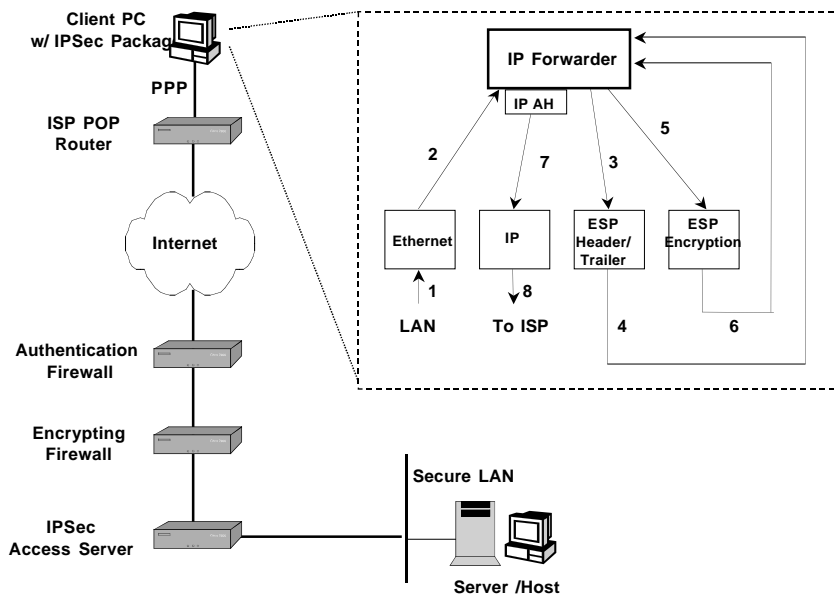 Client PC
w/ IPSec Packag
PPP
ISP POP
Router
Internet
Authentication
Firewall
Encrypting
Firewall
IPSec
Access Server
Secure LAN
Server /Host
IP Forwarder
IP AH
2
7
3
5
Ethernet
IP
ESP
Header/
Trailer
ESP
Encryption
1
8
4
6
LAN
To ISP